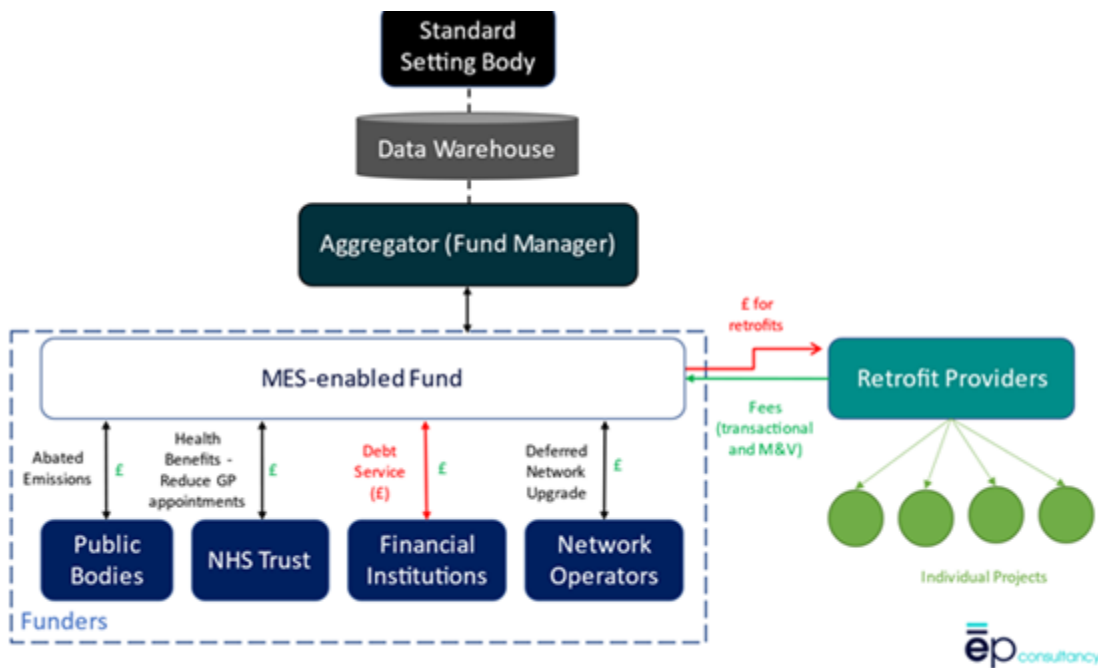 Standard
Setting Body
Data Warehouse
Aggregator (Fund Manager)
£ for
retrofits
MES-enabled Fund
Retrofit Providers
Fees
(transactional
and M&V)
Abated
Emissions
£
Health
Benefits -
Reduce GP
appointments
£
Debt
Service
(£)
£
Deferred
Network
Upgrade
£
Public
Bodies
NHS Trust
Financial
Institutions
Network
Operators
Individual Projects
Funders
ēp consultancy